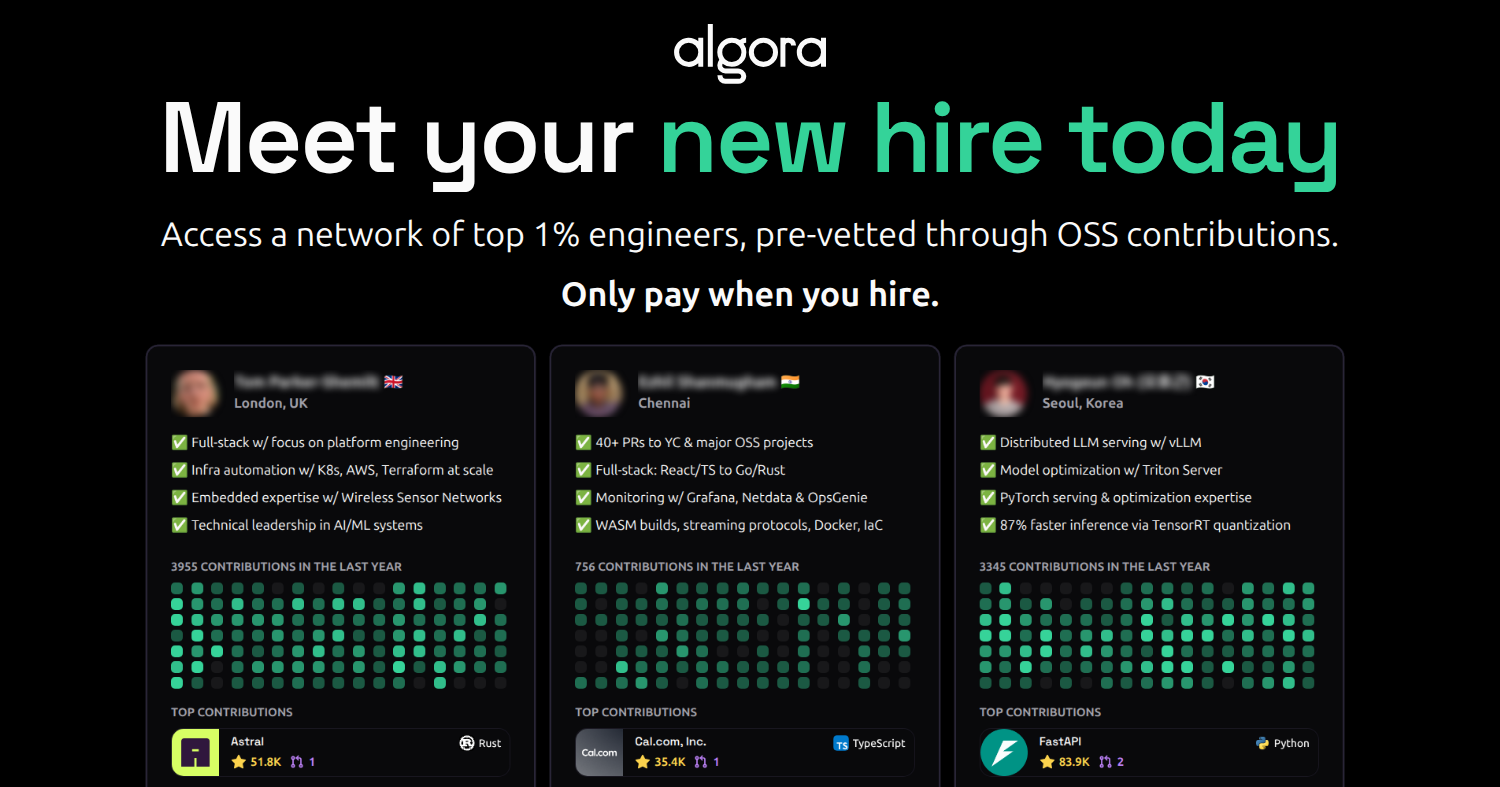 algora
Meet your new hire today
Access a network of top 1% engineers, pre-vetted through OSS contributions.
Only pay when you hire.
London, UK
✅ Full-stack w/ focus on platform engineering
✅ Infra automation w/ K8s, AWS, Terraform at scale
✅ Embedded expertise w/ Wireless Sensor Networks
✅ Technical leadership in AI/ML systems
3955 CONTRIBUTIONS IN THE LAST YEAR
TOP CONTRIBUTIONS
Astral
Rust
51.8K 1
Chennai
✅ 40+ PRs to YC & major OSS projects
✅ Full-stack: React/TS to Go/Rust
✅ Monitoring w/ Grafana, Netdata & OpsGenie
✅ WASM builds, streaming protocols, Docker, IaC
756 CONTRIBUTIONS IN THE LAST YEAR
TOP CONTRIBUTIONS
Cal.com
Cal.com, Inc.
TS TypeScript
35.4K 1
Seoul, Korea
✅ Distributed LLM serving w/ vLLM
✅ Model optimization w/ Triton Server
✅ PyTorch serving & optimization expertise
✅ 87% faster inference via TensorRT quantization
3345 CONTRIBUTIONS IN THE LAST YEAR
TOP CONTRIBUTIONS
FastAPI
Python
83.9K 2